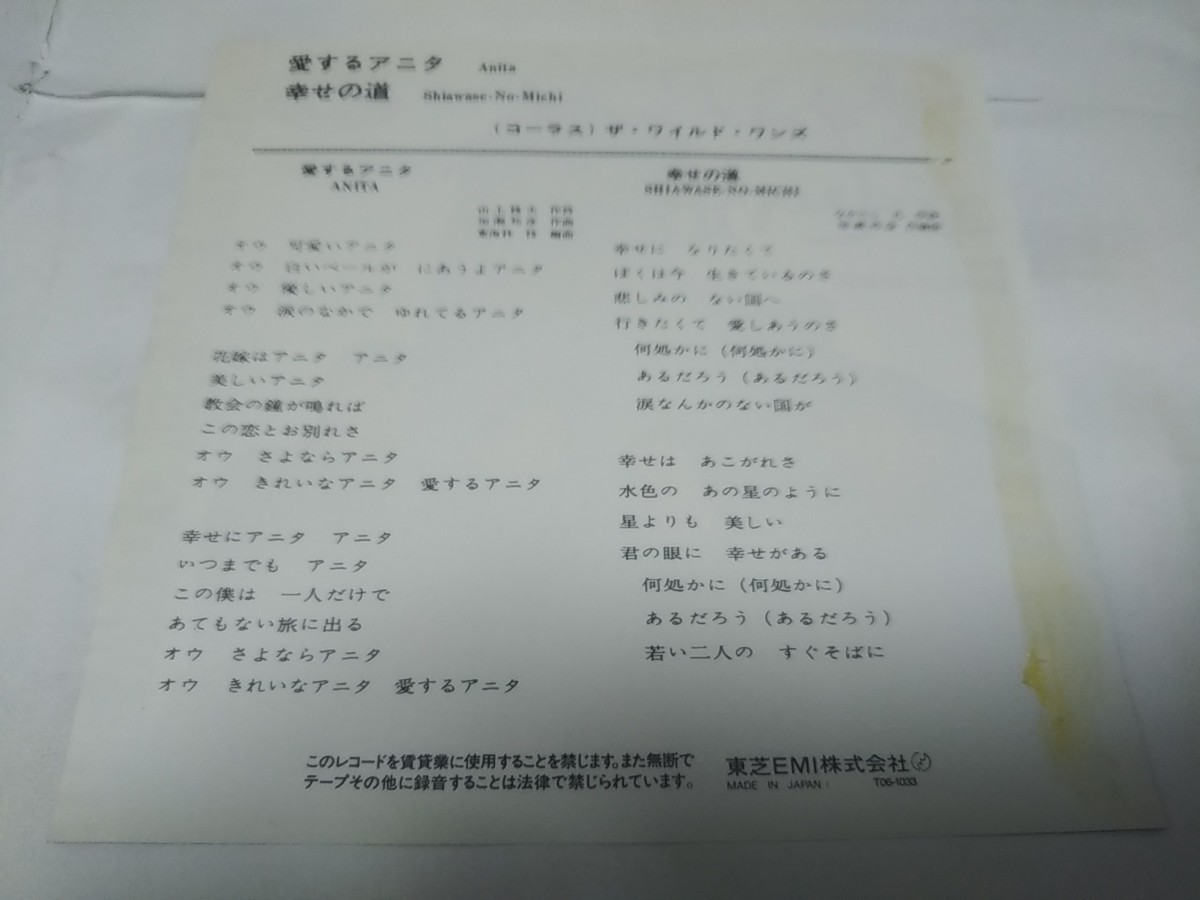 愛するアニタ Anita
幸せの道 Shiawase-No-Michi
(コーラス) ザ・ワイルド・ワンズ
愛するアニタ
ANITA
作詩
作曲
編曲
オウ 可愛いアニタ
オウ 白いベールが にあうよアニタ
オウ 愛しいアニタ
オウ 涙のなかで ゆれてるアニタ
花嫁はアニタ アニタ
美しいアニタ
教会の鐘が鳴れば
この恋とお別れさ
オウ さよならアニタ
オウ きれいなアニタ 愛するアニタ
幸せにアニタ アニタ
いつまでも アニタ
この僕は 一人だけで
あてもない旅に出る
オウ さよならアニタ
オウ きれいなアニタ 愛するアニタ
幸せの道
SHIAWASE-NO-MICHI
幸せに なりたくて
ぼくは今 生きているのさ
悲しみの ない国へ
行きたくて 愛しあうのさ
何処かに (何処かに)
あるだろう (あるだろう)
涙なんかのない国が
幸せは あこがれさ
水色の あの星のように
星よりも 美しい
君の眼に 幸せがある
何処かに (何処かに)
あるだろう (あるだろう)
若い二人の すぐそばに
このレコードを賃貸業に使用することを禁じます。また無断で
テープその他に録音することは法律で禁じられています。
東芝EMI株式会社
MADE IN JAPAN T06-1033